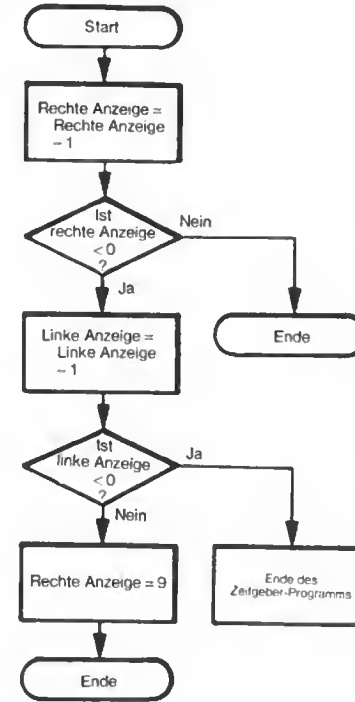 Start
Rechte Anzeige =
Rechte Anzeige
– 1
Ist
rechte Anzeige
<0
?
Nein
Ja
Linke Anzeige =
Linke Anzeige
– 1
Ende
Ist
linke Anzeige
<0
?
Ja
Nein
Rechte Anzeige = 9
Ende des
Zeitgeber-Programms
Ende